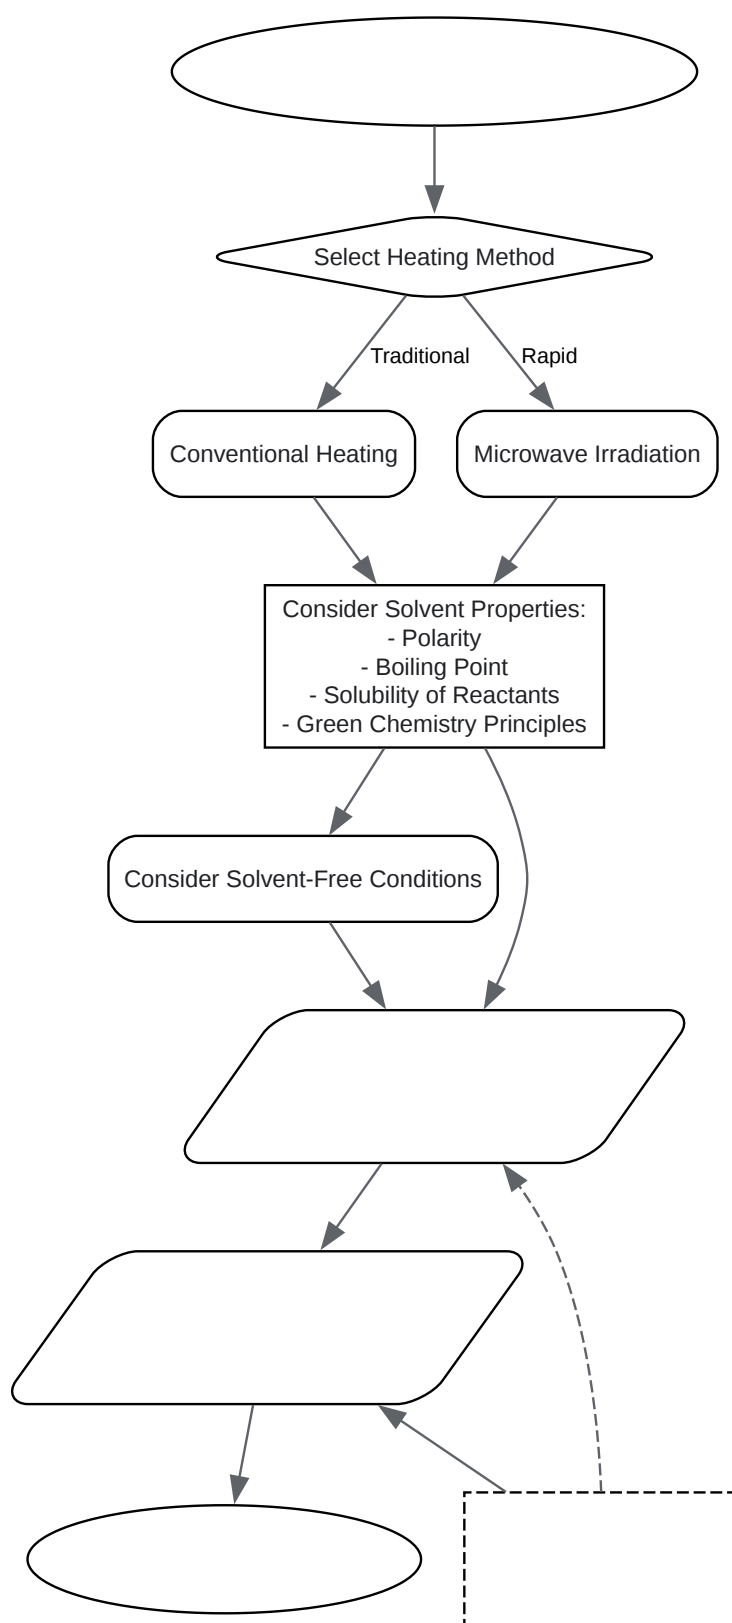 Select Heating Method
Traditional
Rapid
Conventional Heating
Microwave Irradiation
Consider Solvent Properties:
- Polarity
- Boiling Point
- Solubility of Reactants
- Green Chemistry Principles
Consider Solvent-Free Conditions